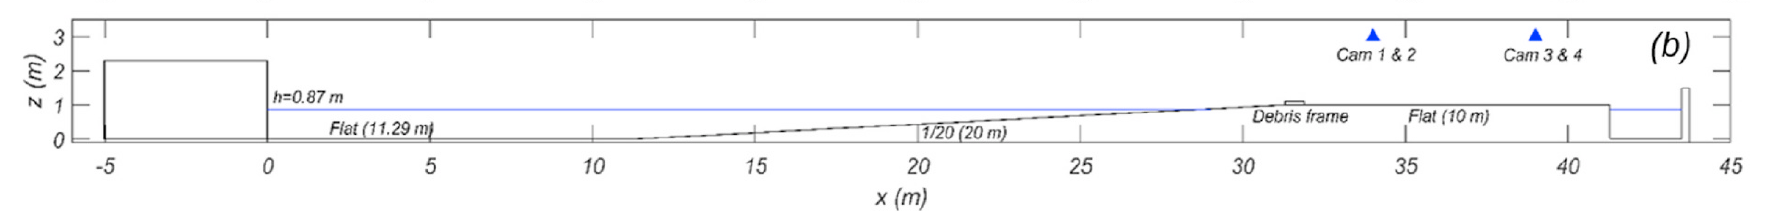 (b)
3
2
1
0
z (m)
Cam 1 & 2
Cam 3 & 4
h=0.87 m
Flat (11.29 m)
1/20 (20 m)
Debris frame
Flat (10 m)
-5 0 5 10 15 20 25 30 35 40 45
x (m)